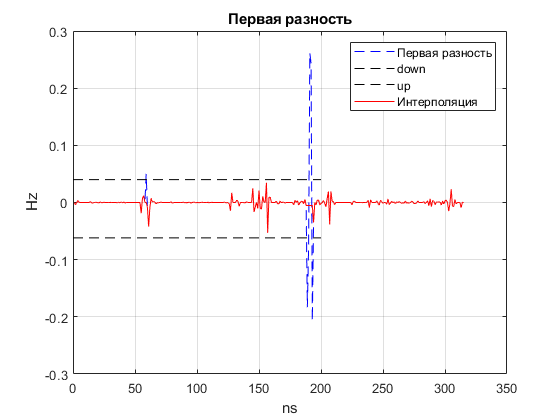 Первая разность
0.3
0.2
0.1
0
-0.1
-0.2
-0.3
Hz
0
50
100
150
200
250
300
350
ns
Первая разность
down
up
Интерполяция